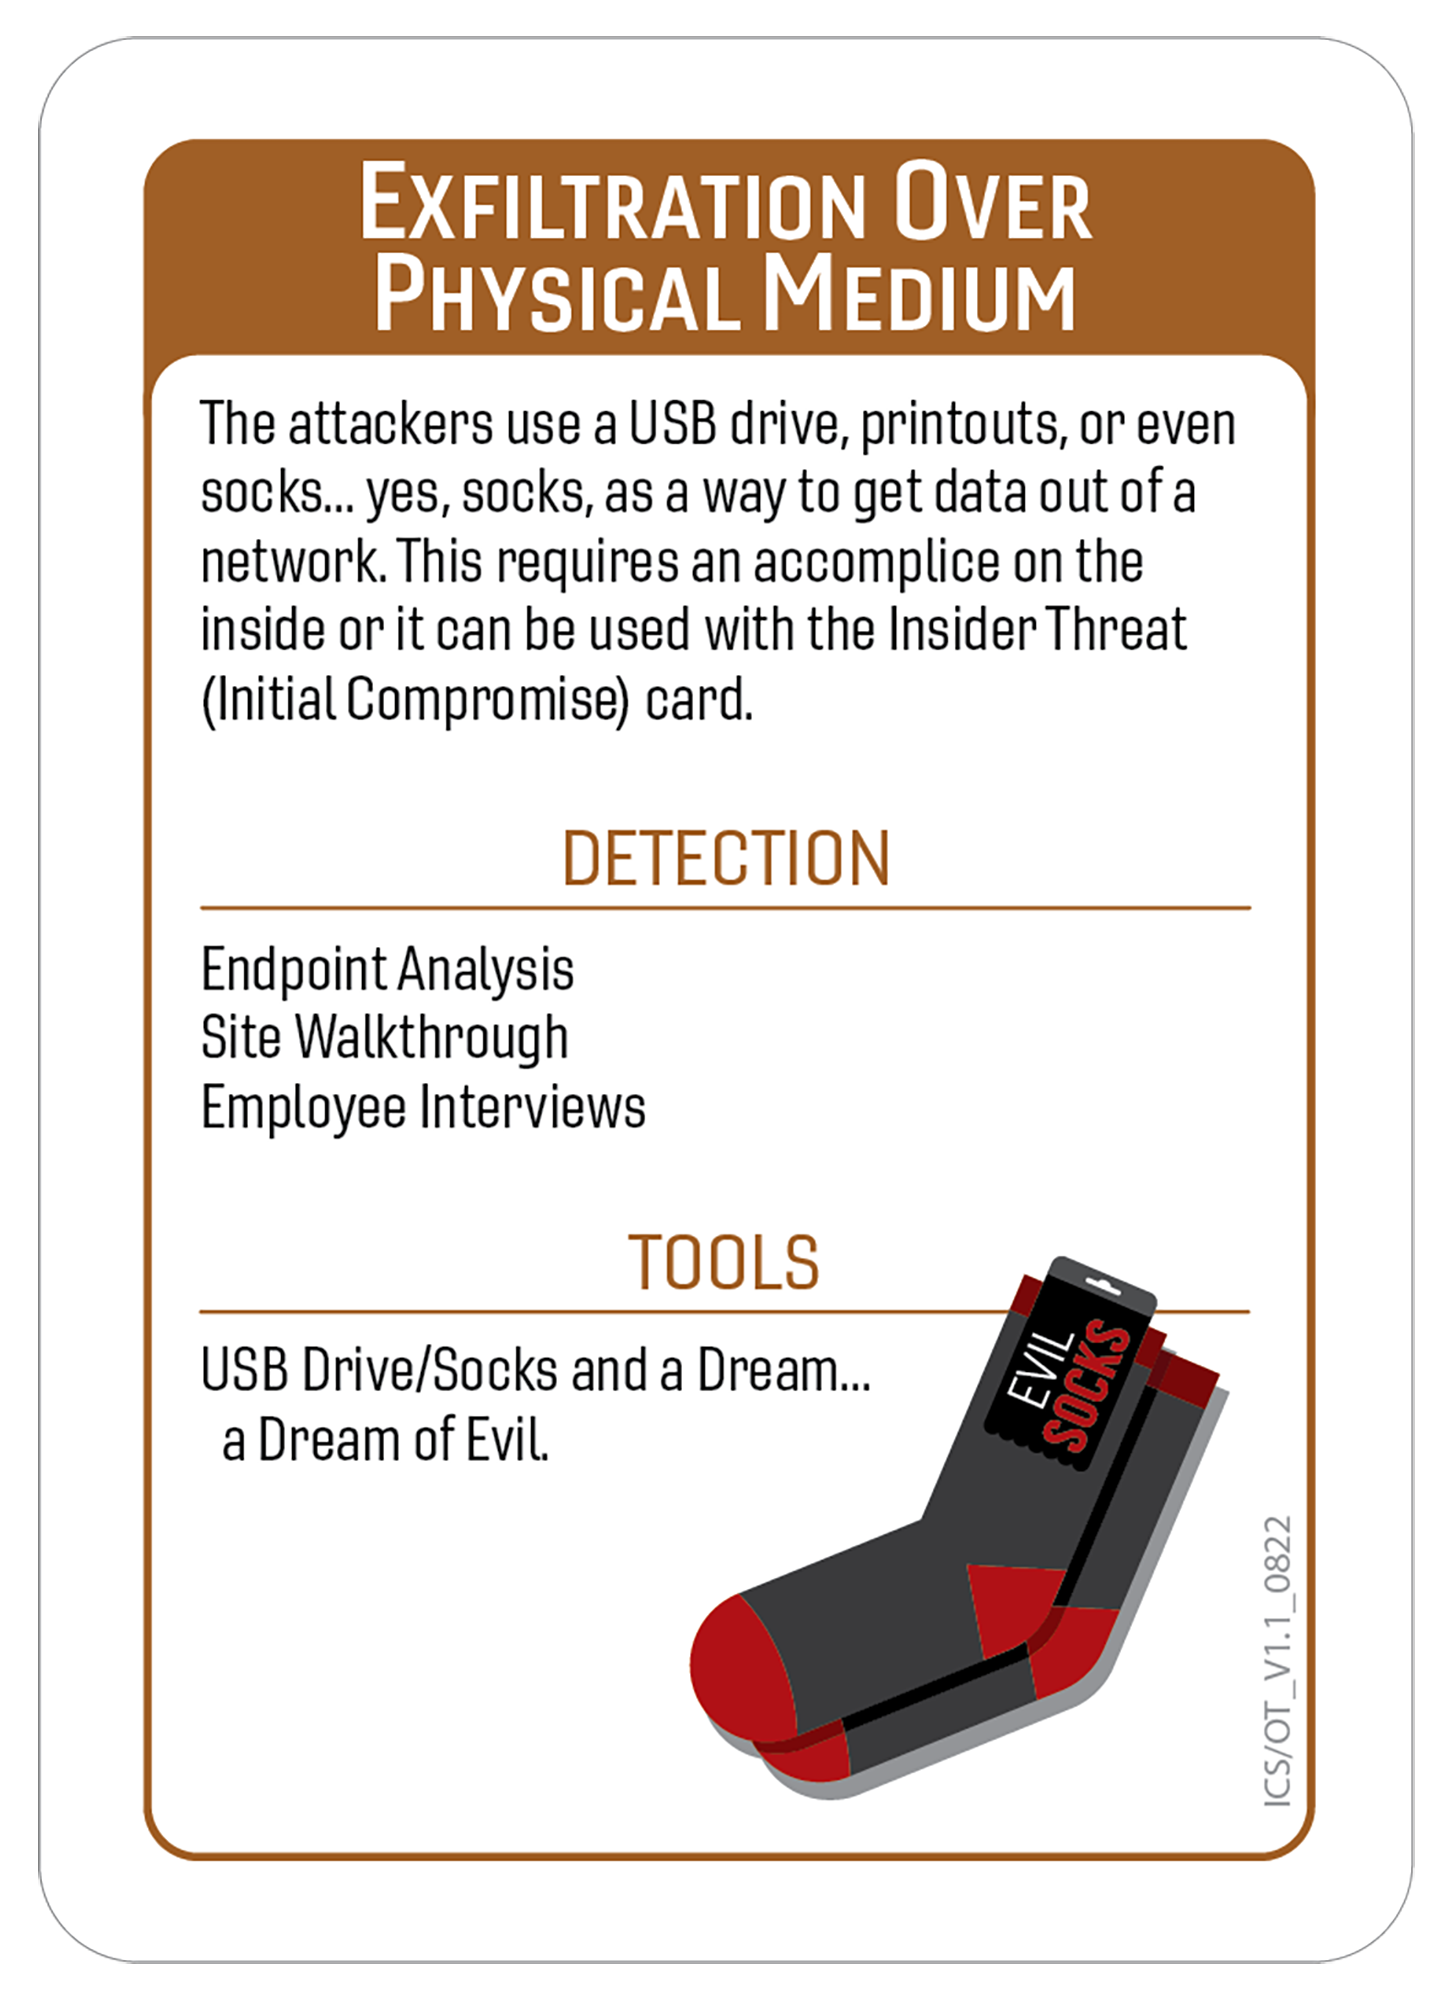 Exfiltration Over
Physical Medium
The attackers use a USB drive, printouts, or even
socks... yes, socks, as a way to get data out of a
network. This requires an accomplice on the
inside or it can be used with the Insider Threat
(Initial Compromise) card.
DETECTION
Endpoint Analysis
Site Walkthrough
Employee Interviews
TOOLS
USB Drive/Socks and a Dream...
a Dream of Evil.
EVIL
SOCKS
ICS/OT_V1.1_0822